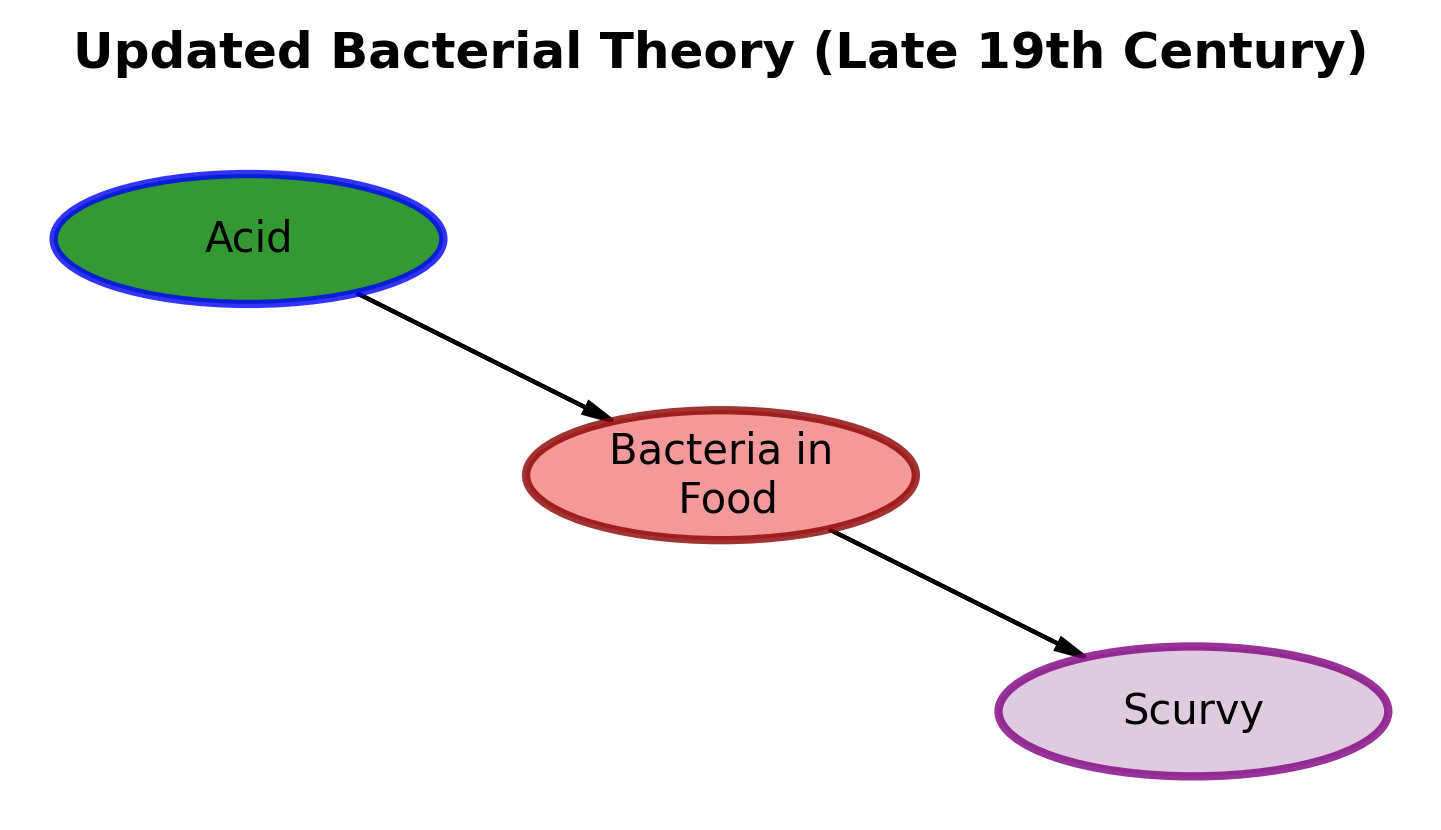 Updated Bacterial Theory (Late 19th Century)
Acid
Bacteria in
Food
Scurvy